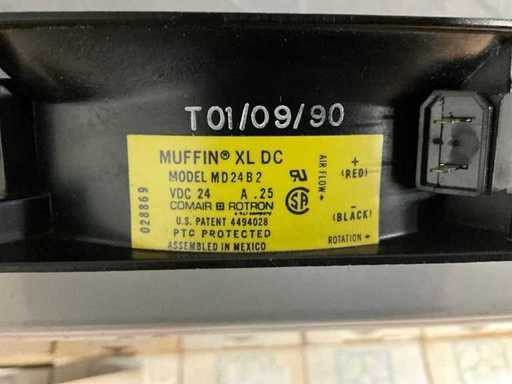 T01/09/90
MUFFIN® XL DC
MODEL MD24B2
VDC 24 A .25
COMAIR ROTRON
U.S. PATENT 4494028
PTC PROTECTED
ASSEMBLED IN MEXICO
028869
AIR FLOW→
+
(RED)
–
(BLACK)
ROTATION ←